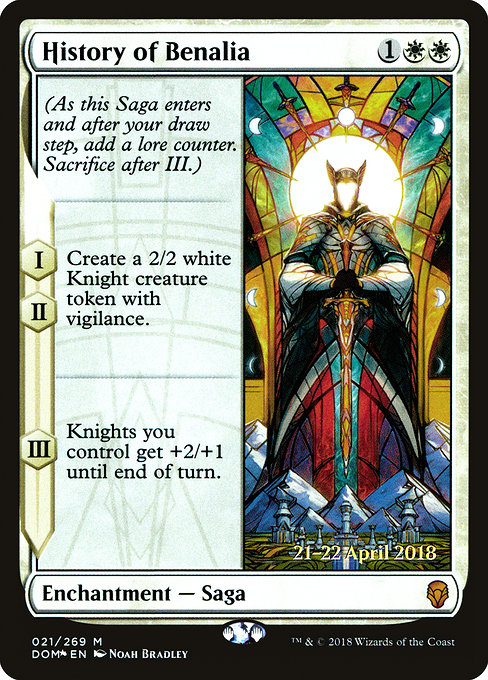 History of Benalia 1
(As this Saga enters
and after your draw
step, add a lore counter.
Sacrifice after III.)
I
II
Create a 2/2 white
Knight creature
token with
vigilance.
III
Knights you
control get +2/+1
until end of turn.
21-22 April 2018
Enchantment — Saga
021/269 M
DOM★EN Noah Bradley
™ & © 2018 Wizards of the Coast